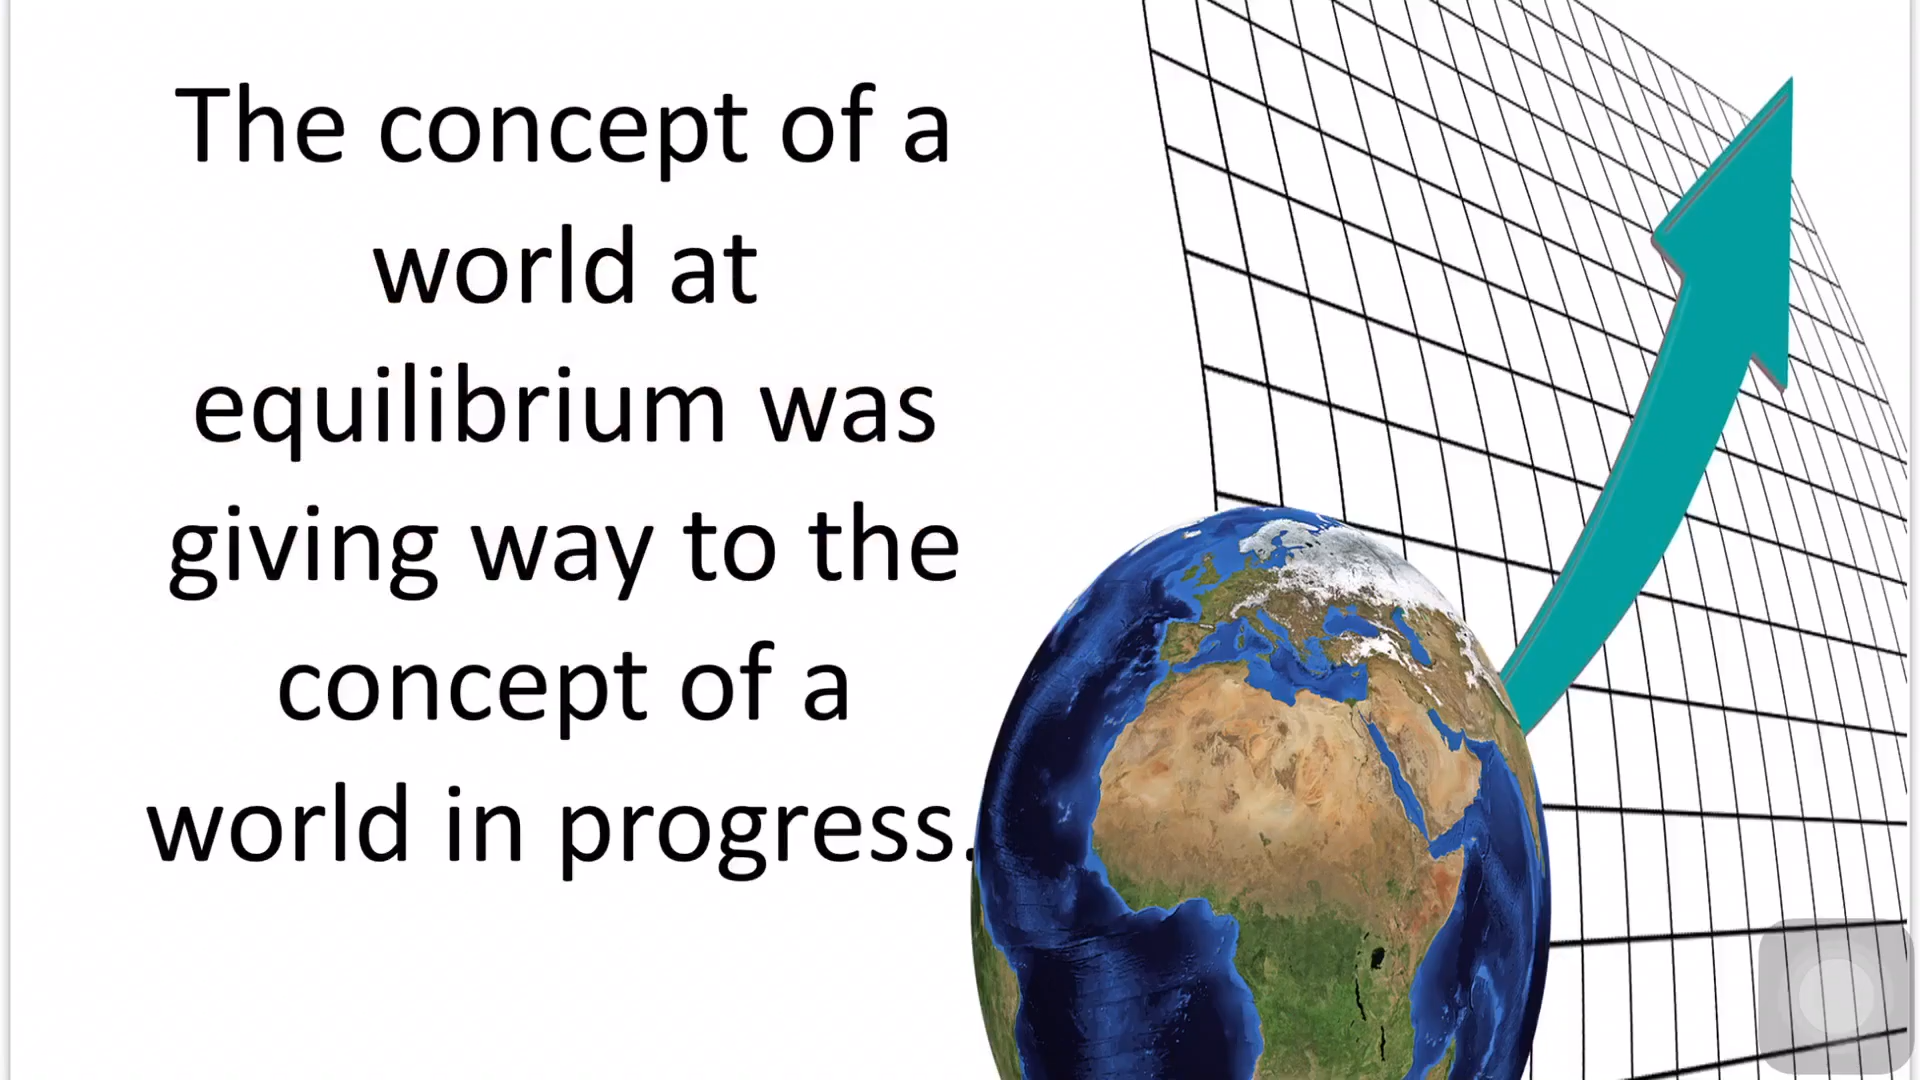 The concept of a
world at
equilibrium was
giving way to the
concept of a
world in progress.